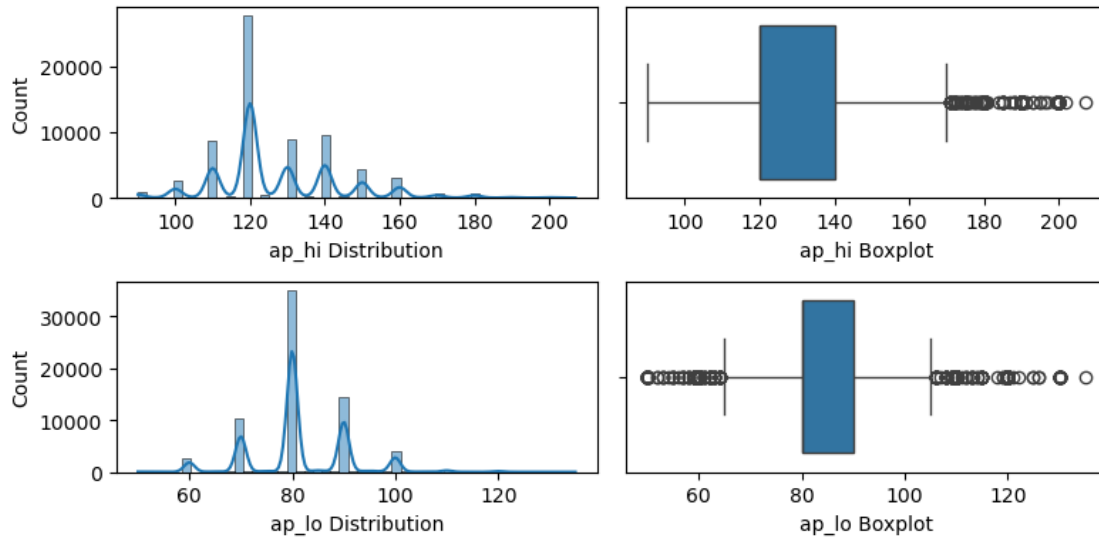 Count
20000
10000
0
100 120 140 160 180 200
ap_hi Distribution
100 120 140 160 180 200
ap_hi Boxplot
Count
30000
20000
10000
0
60 80 100 120
ap_lo Distribution
60 80 100 120
ap_lo Boxplot